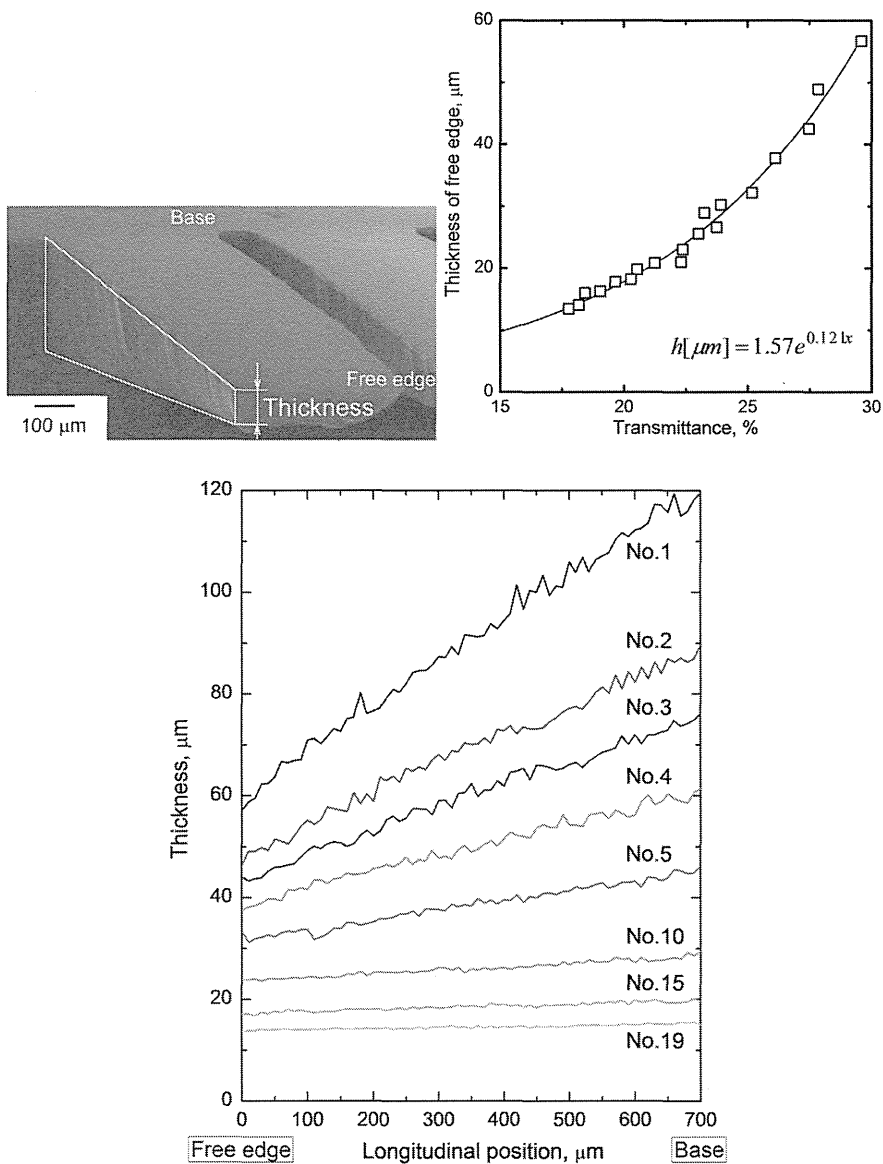 Base
Free edge
Thickness
100 μm
60
40
20
0
Thickness of free edge, μm
h[μm] = 1.57e^{0.121x}
15
20
25
30
Transmittance, %
120
100
80
60
40
20
0
Thickness, μm
No.1
No.2
No.3
No.4
No.5
No.10
No.15
No.19
0
100
200
300
400
500
600
700
Free edge
Longitudinal position, μm
Base